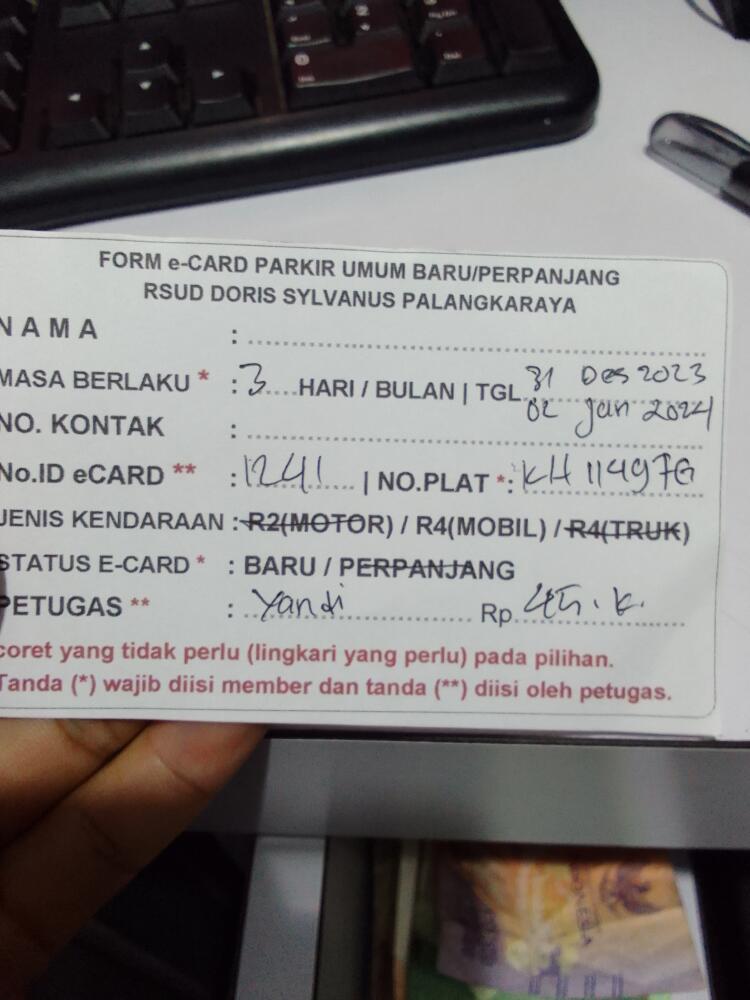 FORM e-CARD PARKIR UMUM BARU/PERPANJANG
RSUD DORIS SYLVANUS PALANGKARAYA
NAMA :
MASA BERLAKU * : 3 HARI / BULAN | TGL 31 Des 2023
02 Jan 2024
NO. KONTAK :
No.ID eCARD ** : 1241 | NO.PLAT *: KH 1149 TG
JENIS KENDARAAN : R2(MOTOR) / R4(MOBIL) / R4(TRUK)
STATUS E-CARD * : BARU / PERPANJANG
PETUGAS ** : Yandi Rp 45.k.
coret yang tidak perlu (lingkari yang perlu) pada pilihan.
Tanda (*) wajib diisi member dan tanda (**) diisi oleh petugas.